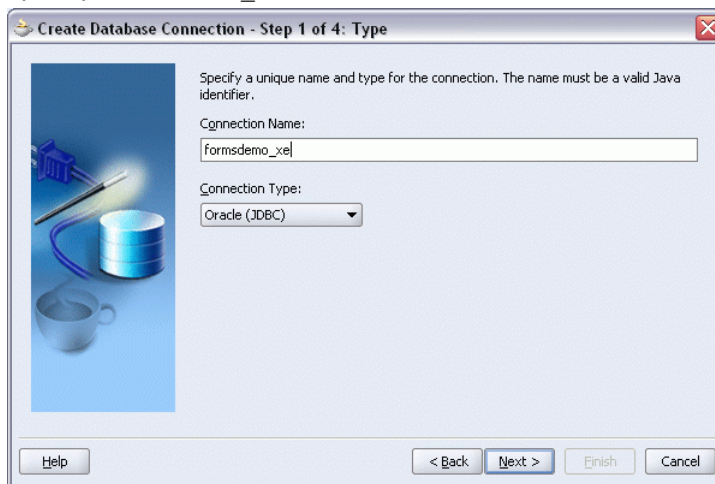 Create Database Connection - Step 1 of 4: Type
Specify a unique name and type for the connection. The name must be a valid Java
identifier.
Connection Name:
formsdemo_xe
Connection Type:
Oracle (JDBC)
Help
< Back
Next >
Finish
Cancel